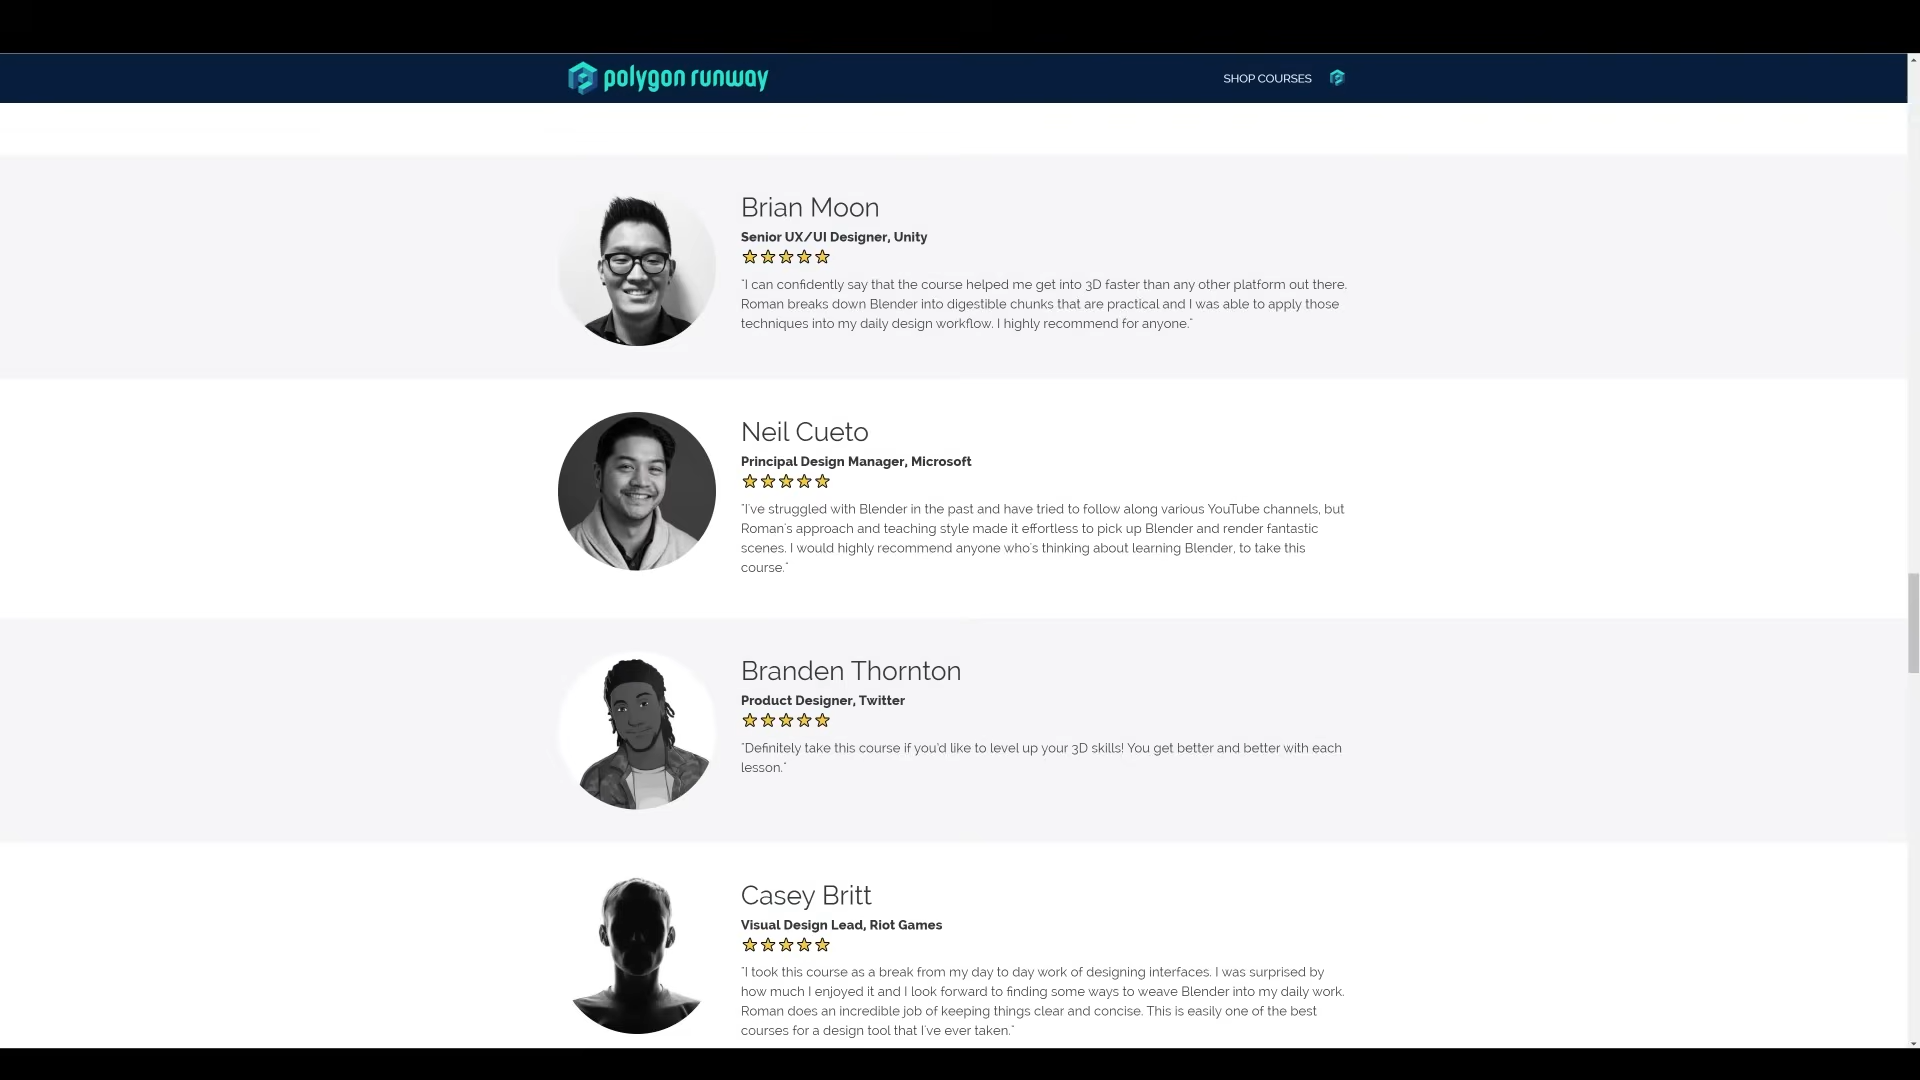 polygon runway
SHOP COURSES
Brian Moon
Senior UX/UI Designer, Unity
"I can confidently say that the course helped me get into 3D faster than any other platform out there.
Roman breaks down Blender into digestible chunks that are practical and I was able to apply those
techniques into my daily design workflow. I highly recommend for anyone."
Neil Cueto
Principal Design Manager, Microsoft
"I've struggled with Blender in the past and have tried to follow along various YouTube channels, but
Roman's approach and teaching style made it effortless to pick up Blender and render fantastic
scenes. I would highly recommend anyone who's thinking about learning Blender, to take this
course."
Branden Thornton
Product Designer, Twitter
"Definitely take this course if you'd like to level up your 3D skills! You get better and better with each
lesson."
Casey Britt
Visual Design Lead, Riot Games
"I took this course as a break from my day to day work of designing interfaces. I was surprised by
how much I enjoyed it and I look forward to finding some ways to weave Blender into my daily work.
Roman does an incredible job of keeping things clear and concise. This is easily one of the best
courses for a design tool that I've ever taken."